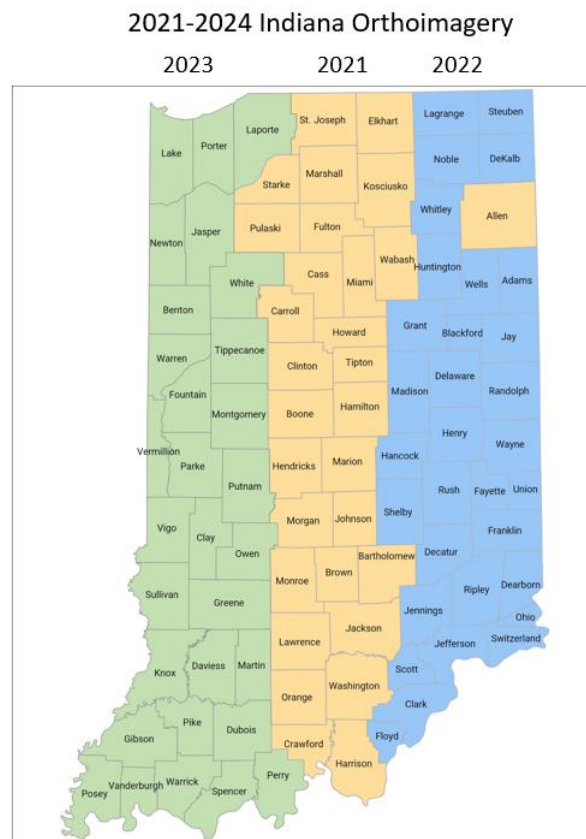 2021-2024 Indiana Orthoimagery
2023 2021 2022
Lagrange Steuben
St. Joseph Elkhart
Laporte
Lake Porter
Noble DeKalb
Marshall
Starke Kosciusko
Whitley Allen
Pulaski Fulton
Newton Jasper
Wabash
Cass Miami Huntington
White Wells Adams
Benton Carroll
Grant
Howard Blackford Jay
Warren Tippecanoe
Clinton Tipton
Delaware
Fountain Madison Randolph
Boone Hamilton
Montgomery
Henry
Wayne
Vermillion Hancock
Parke Hendricks Marion
Putnam Rush Fayette Union
Morgan Johnson Shelby
Vigo Clay Franklin
Owen Bartholomew Decatur
Monroe Brown
Sullivan Ripley Dearborn
Greene
Jennings
Ohio
Lawrence Jackson
Jefferson Switzerland
Knox Daviess Martin
Scott
Orange Washington
Clark
Pike Dubois
Gibson Floyd
Crawford
Harrison
Posey Vanderburgh Warrick Spencer Perry